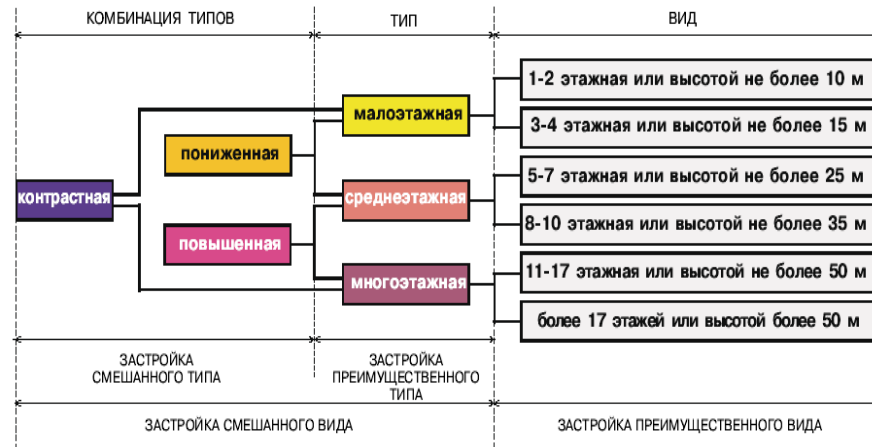 КОМБИНАЦИЯ ТИПОВ
ТИП
ВИД
1-2 этажная или высотой не более 10 м
малоэтажная
3-4 этажная или высотой не более 15 м
пониженная
5-7 этажная или высотой не более 25 м
контрастная
среднеэтажная
8-10 этажная или высотой не более 35 м
повышенная
11-17 этажная или высотой не более 50 м
многоэтажная
более 17 этажей или высотой более 50 м
ЗАСТРОЙКА
СМЕШАННОГО ТИПА
ЗАСТРОЙКА
ПРЕИМУЩЕСТВЕННОГО
ТИПА
ЗАСТРОЙКА СМЕШАННОГО ВИДА
ЗАСТРОЙКА ПРЕИМУЩЕСТВЕННОГО ВИДА